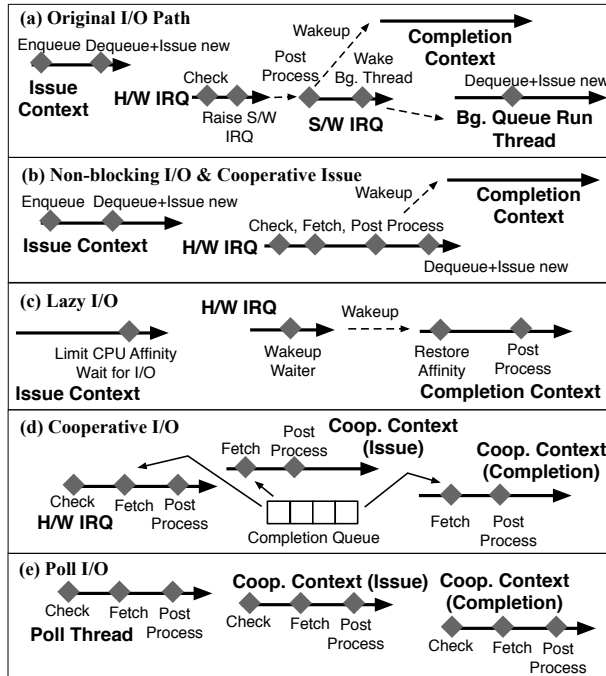 (a) Original I/O Path
Enqueue Dequeue+Issue new
Issue
Context
H/W IRQ
Check
Raise S/W
IRQ
Post
Process
Wakeup
Wake
Bg. Thread
S/W IRQ
Completion
Context
Dequeue+Issue new
Bg. Queue Run
Thread
(b) Non-blocking I/O & Cooperative Issue
Enqueue Dequeue+Issue new
Issue Context
H/W IRQ
Check, Fetch, Post Process
Wakeup
Dequeue+Issue new
Completion
Context
(c) Lazy I/O
Limit CPU Affinity
Wait for I/O
Issue Context
H/W IRQ
Wakeup
Waiter
Wakeup
Restore
Affinity
Post
Process
Completion Context
(d) Cooperative I/O
Check
Fetch
Post
Process
H/W IRQ
Fetch
Post
Process
Coop. Context
(Issue)
Completion Queue
Coop. Context
(Completion)
Fetch
Post
Process
(e) Poll I/O
Check
Fetch
Post
Process
Poll Thread
Coop. Context (Issue)
Check
Fetch
Post
Process
Coop. Context
(Completion)
Check
Fetch
Post
Process